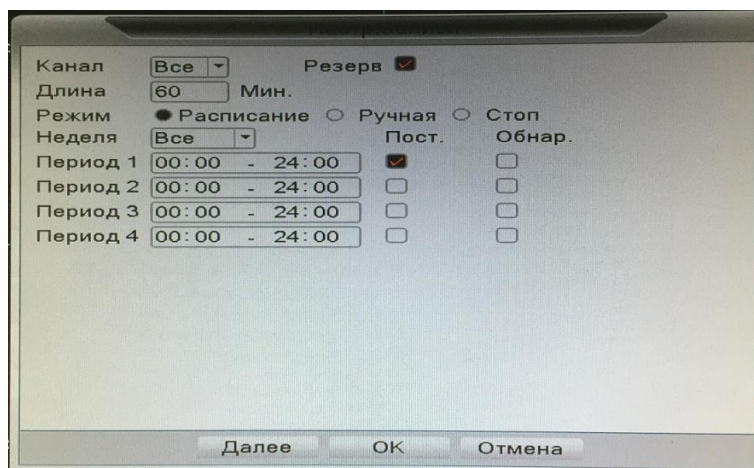 Канал Все Резерв
Длина 60 Мин.
Режим Расписание Ручная Стоп
Неделя Все Пост. Обнар.
Период 1 00:00 - 24:00
Период 2 00:00 - 24:00
Период 3 00:00 - 24:00
Период 4 00:00 - 24:00
Далее OK Отмена